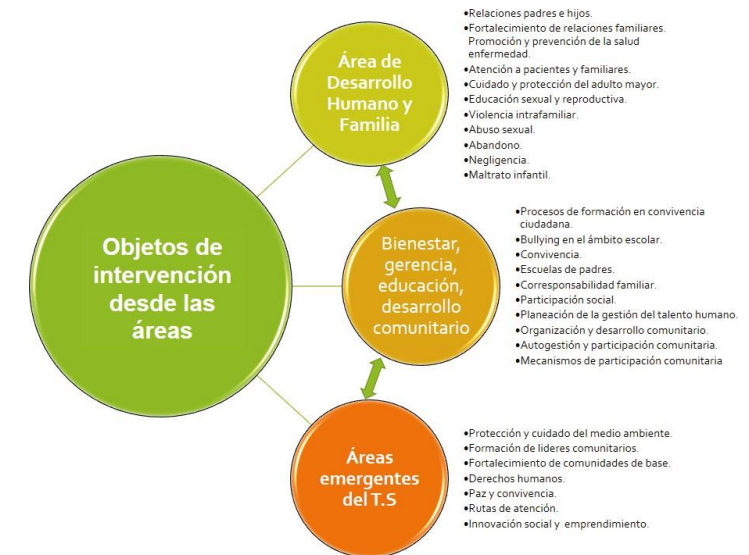 Objetos de
intervención
desde las
áreas
Área de
Desarrollo
Humano y
Familia
•Relaciones padres e hijos.
•Fortalecimiento de relaciones familiares.
Promoción y prevención de la salud
enfermedad.
•Atención a pacientes y familiares.
•Cuidado y protección del adulto mayor.
•Educación sexual y reproductiva.
•Violencia intrafamiliar.
•Abuso sexual.
•Abandono.
•Negligencia.
•Maltrato infantil.
Bienestar,
gerencia,
educación,
desarrollo
comunitario
•Procesos de formación en convivencia
ciudadana.
•Bullying en el ámbito escolar.
•Convivencia.
•Escuelas de padres.
•Corresponsabilidad familiar.
•Participación social.
•Planeación de la gestión del talento humano.
•Organización y desarrollo comunitario.
•Autogestión y participación comunitaria.
•Mecanismos de participación comunitaria
Áreas
emergentes
del T.S
•Protección y cuidado del medio ambiente.
•Formación de lideres comunitarios.
•Fortalecimiento de comunidades de base.
•Derechos humanos.
•Paz y convivencia.
•Rutas de atención.
•Innovación social y emprendimiento.